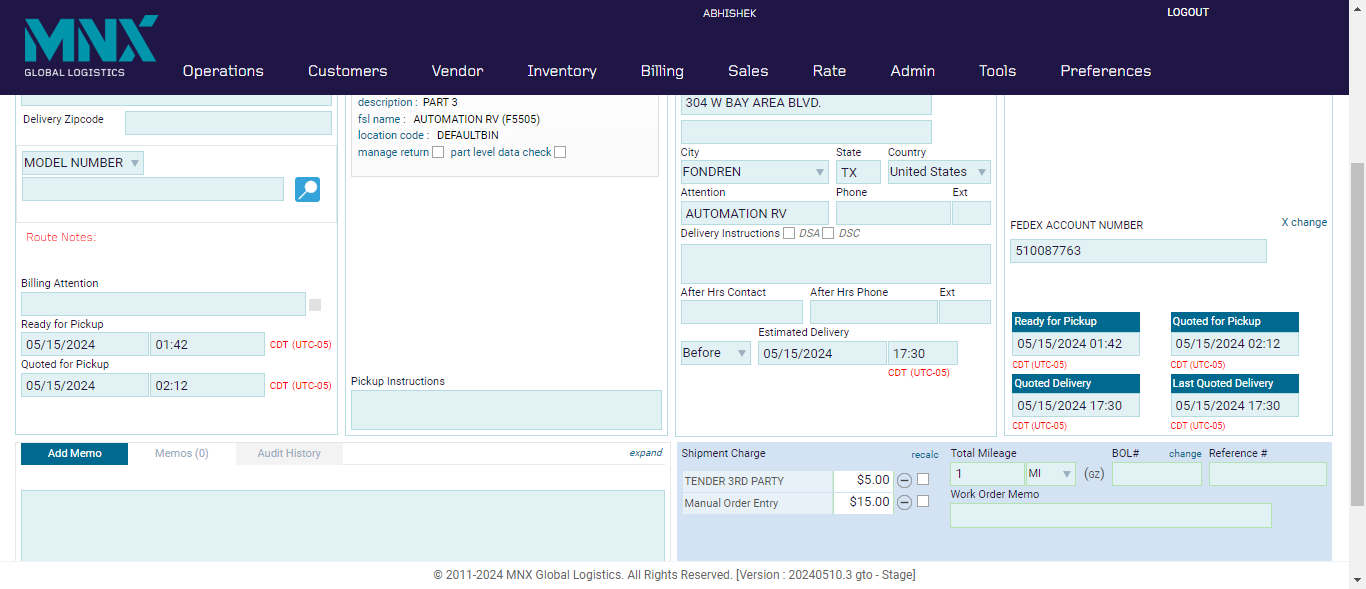 ABHISHEK
LOGOUT
MNX
GLOBAL LOGISTICS
Operations Customers Vendor Inventory Billing Sales Rate Admin Tools Preferences
Delivery Zipcode
MODEL NUMBER
Route Notes:
Billing Attention
Ready for Pickup
05/15/2024 01:42 CDT (UTC-05)
Quoted for Pickup
05/15/2024 02:12 CDT (UTC-05)
description : PART 3
fsl name : AUTOMATION RV (F5505)
location code : DEFAULTBIN
manage return part level data check
Pickup Instructions
304 W BAY AREA BLVD.
City State Country
FONDREN TX United States
Attention Phone Ext
AUTOMATION RV
Delivery Instructions DSA DSC
After Hrs Contact After Hrs Phone Ext
Estimated Delivery
Before 05/15/2024 17:30
CDT (UTC-05)
X change
FEDEX ACCOUNT NUMBER
510087763
Ready for Pickup Quoted for Pickup
05/15/2024 01:42 05/15/2024 02:12
CDT (UTC-05) CDT (UTC-05)
Quoted Delivery Last Quoted Delivery
05/15/2024 17:30 05/15/2024 17:30
CDT (UTC-05) CDT (UTC-05)
Add Memo Memos (0) Audit History expand
Shipment Charge recalc
TENDER 3RD PARTY $5.00
Manual Order Entry $15.00
Total Mileage BOL# change Reference #
1 MI (GZ)
Work Order Memo
© 2011-2024 MNX Global Logistics. All Rights Reserved. [Version : 20240510.3 gto - Stage]